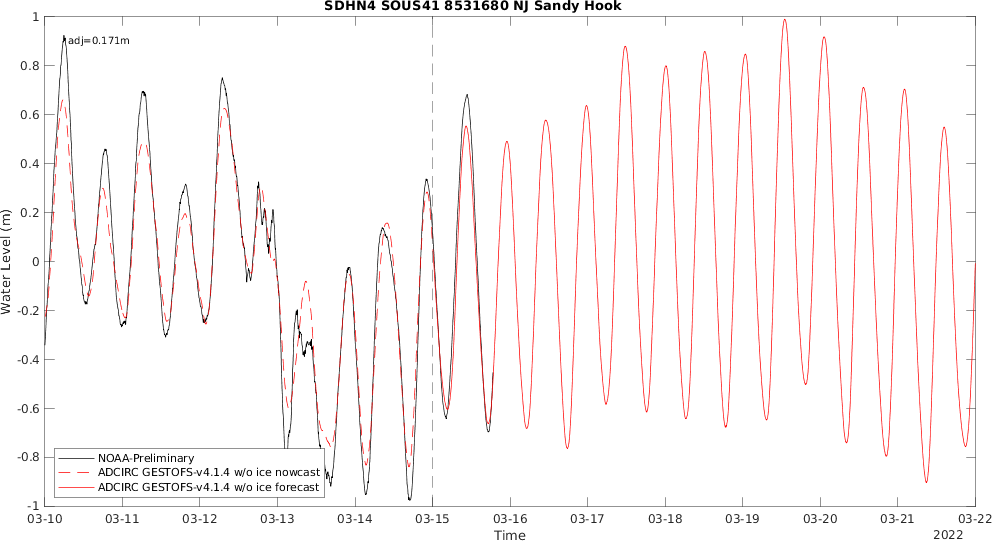 SDHN4 SOUS41 8531680 NJ Sandy Hook
adj=0.171m
1
0.8
0.6
0.4
0.2
0
-0.2
-0.4
-0.6
-0.8
-1
Water Level (m)
NOAA-Preliminary
ADCIRC GESTOFS-v4.1.4 w/o ice nowcast
ADCIRC GESTOFS-v4.1.4 w/o ice forecast
03-10 03-11 03-12 03-13 03-14 03-15 03-16 03-17 03-18 03-19 03-20 03-21 03-22
Time
2022